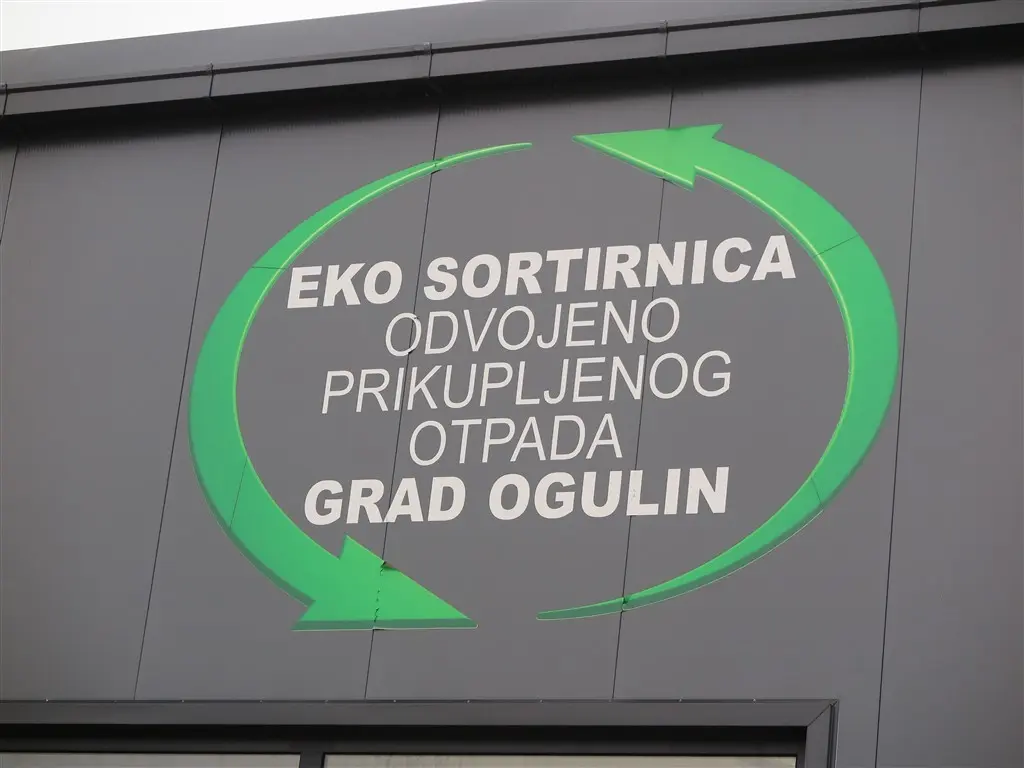 EKO SORTIRNICA
ODVOJENO
PRIKUPLJENOG
OTPADA
GRAD OGULIN